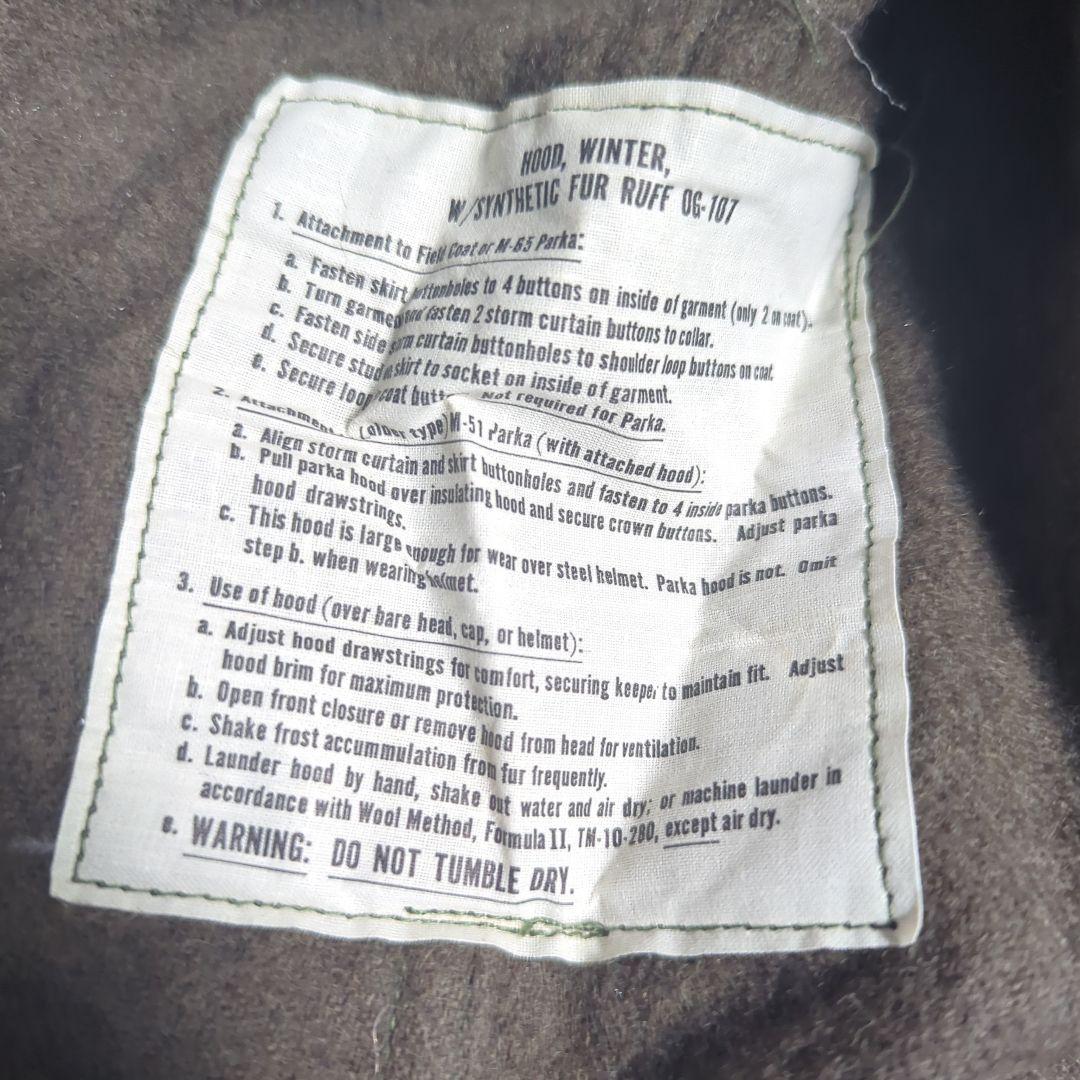 HOOD, WINTER,
W/SYNTHETIC FUR RUFF OG-107
1. Attachment to Field Coat or M-65 Parka:
a. Fasten skirt buttonholes to 4 buttons on inside of garment (only 2 on coat).
b. Turn garment and fasten 2 storm curtain buttons to collar.
c. Fasten side storm curtain buttonholes to shoulder loop buttons on coat.
d. Secure stud on skirt to socket on inside of garment.
e. Secure loop coat Not required for Parka.
2. Attachment (older type) M-51 Parka (with attached hood):
a. Align storm curtain and skirt buttonholes and fasten to 4 inside parka buttons.
b. Pull parka hood over insulating hood and secure crown buttons. Adjust parka
hood drawstrings.
c. This hood is large enough for wear over steel helmet. Parka hood is not. Omit
step b. when wearing helmet.
3. Use of hood (over bare head, cap, or helmet):
a. Adjust hood drawstrings for comfort, securing keeper to maintain fit. Adjust
hood brim for maximum protection.
b. Open front closure or remove hood from head for ventilation.
c. Shake frost accummulation from fur frequently.
d. Launder hood by hand, shake out water and air dry; or machine launder in
accordance with Wool Method, Formula II, TM-10-280, except air dry.
e. WARNING: DO NOT TUMBLE DRY.